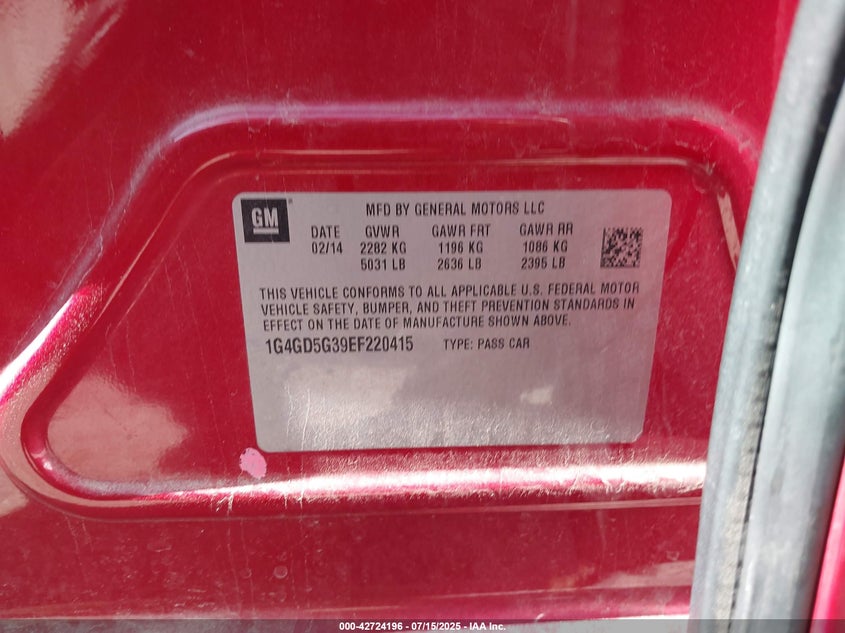 GM
MFD BY GENERAL MOTORS LLC
DATE GVWR GAWR FRT GAWR RR
02/14 2282 KG 1196 KG 1086 KG
5031 LB 2636 LB 2395 LB
THIS VEHICLE CONFORMS TO ALL APPLICABLE U.S. FEDERAL MOTOR
VEHICLE SAFETY, BUMPER, AND THEFT PREVENTION STANDARDS IN
EFFECT ON THE DATE OF MANUFACTURE SHOWN ABOVE.
1G4GD5G39EF220415 TYPE: PASS CAR
000-42724196 - 07/15/2025 - IAA Inc.